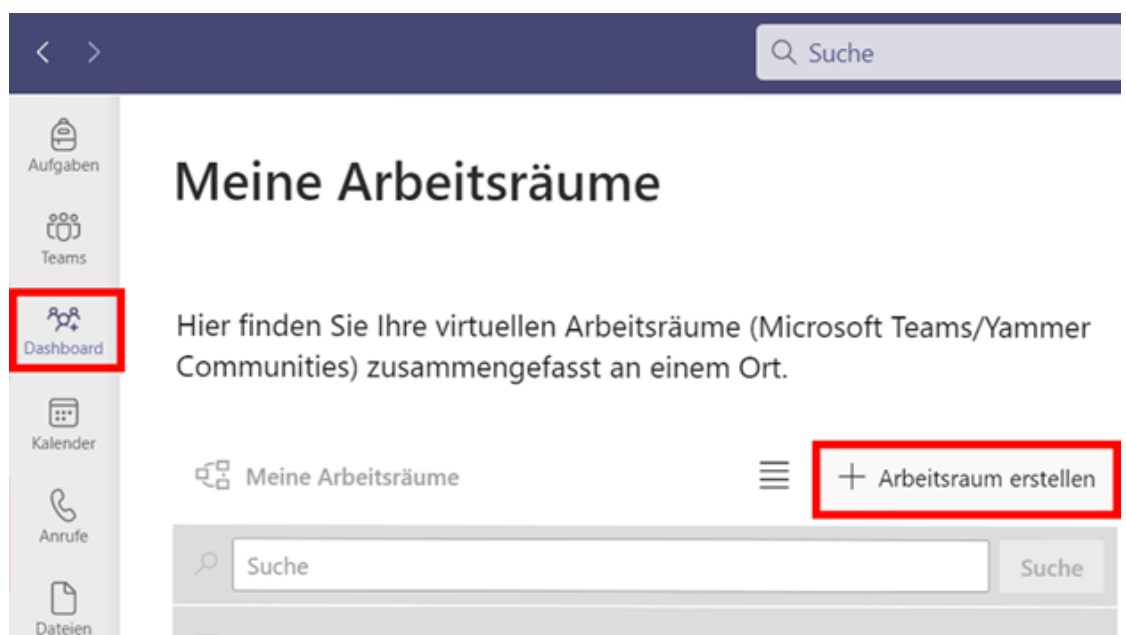 Suche
Aufgaben
Teams
Dashboard
Kalender
Anrufe
Dateien
Meine Arbeitsräume
Hier finden Sie Ihre virtuellen Arbeitsräume (Microsoft Teams/Yammer
Communities) zusammengefasst an einem Ort.
Meine Arbeitsräume
Arbeitsraum erstellen
Suche
Suche